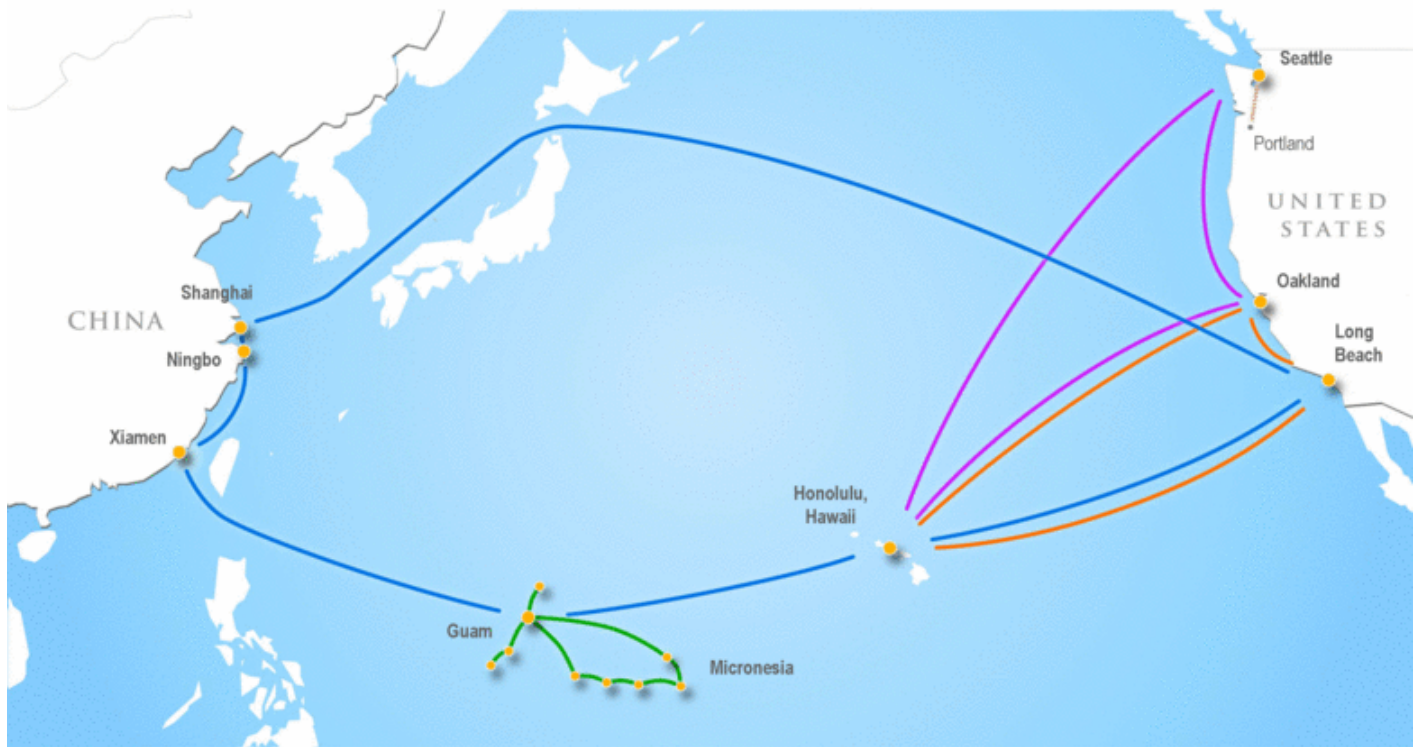 Seattle
Portland
UNITED
STATES
Oakland
Shanghai
CHINA
Long
Beach
Ningbo
Xiamen
Honolulu,
Hawaii
Guam
Micronesia